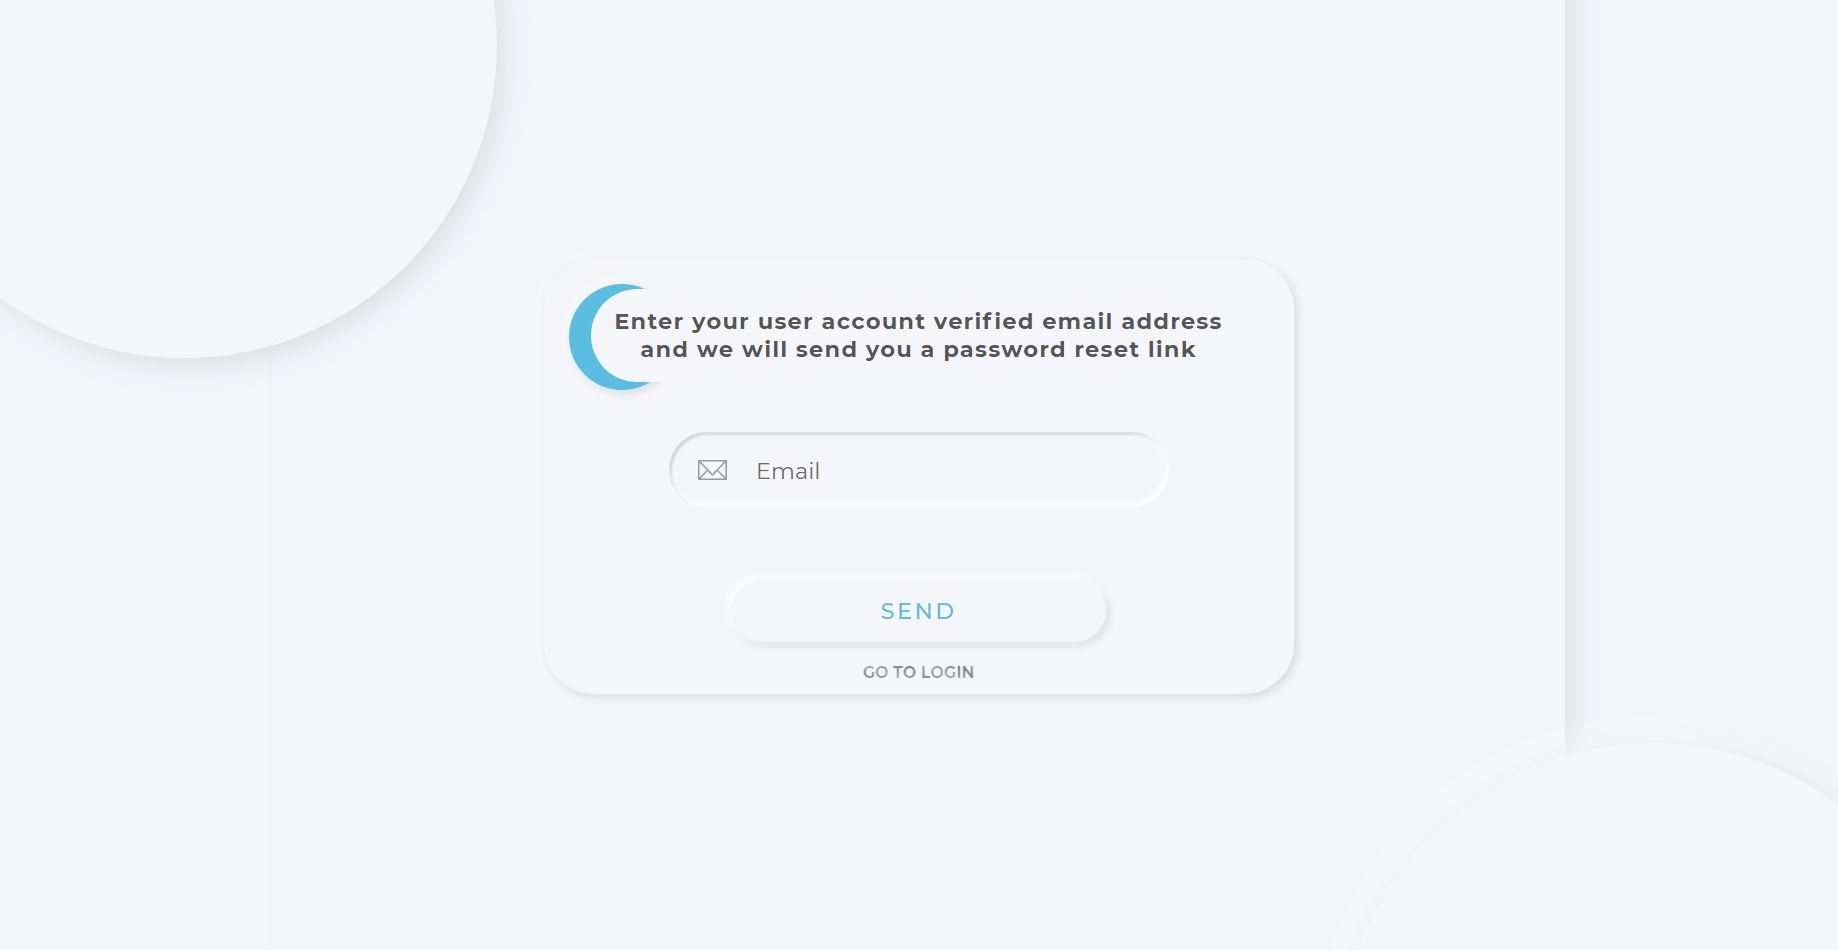 Enter your user account verified email address
and we will send you a password reset link
Email
SEND
GO TO LOGIN